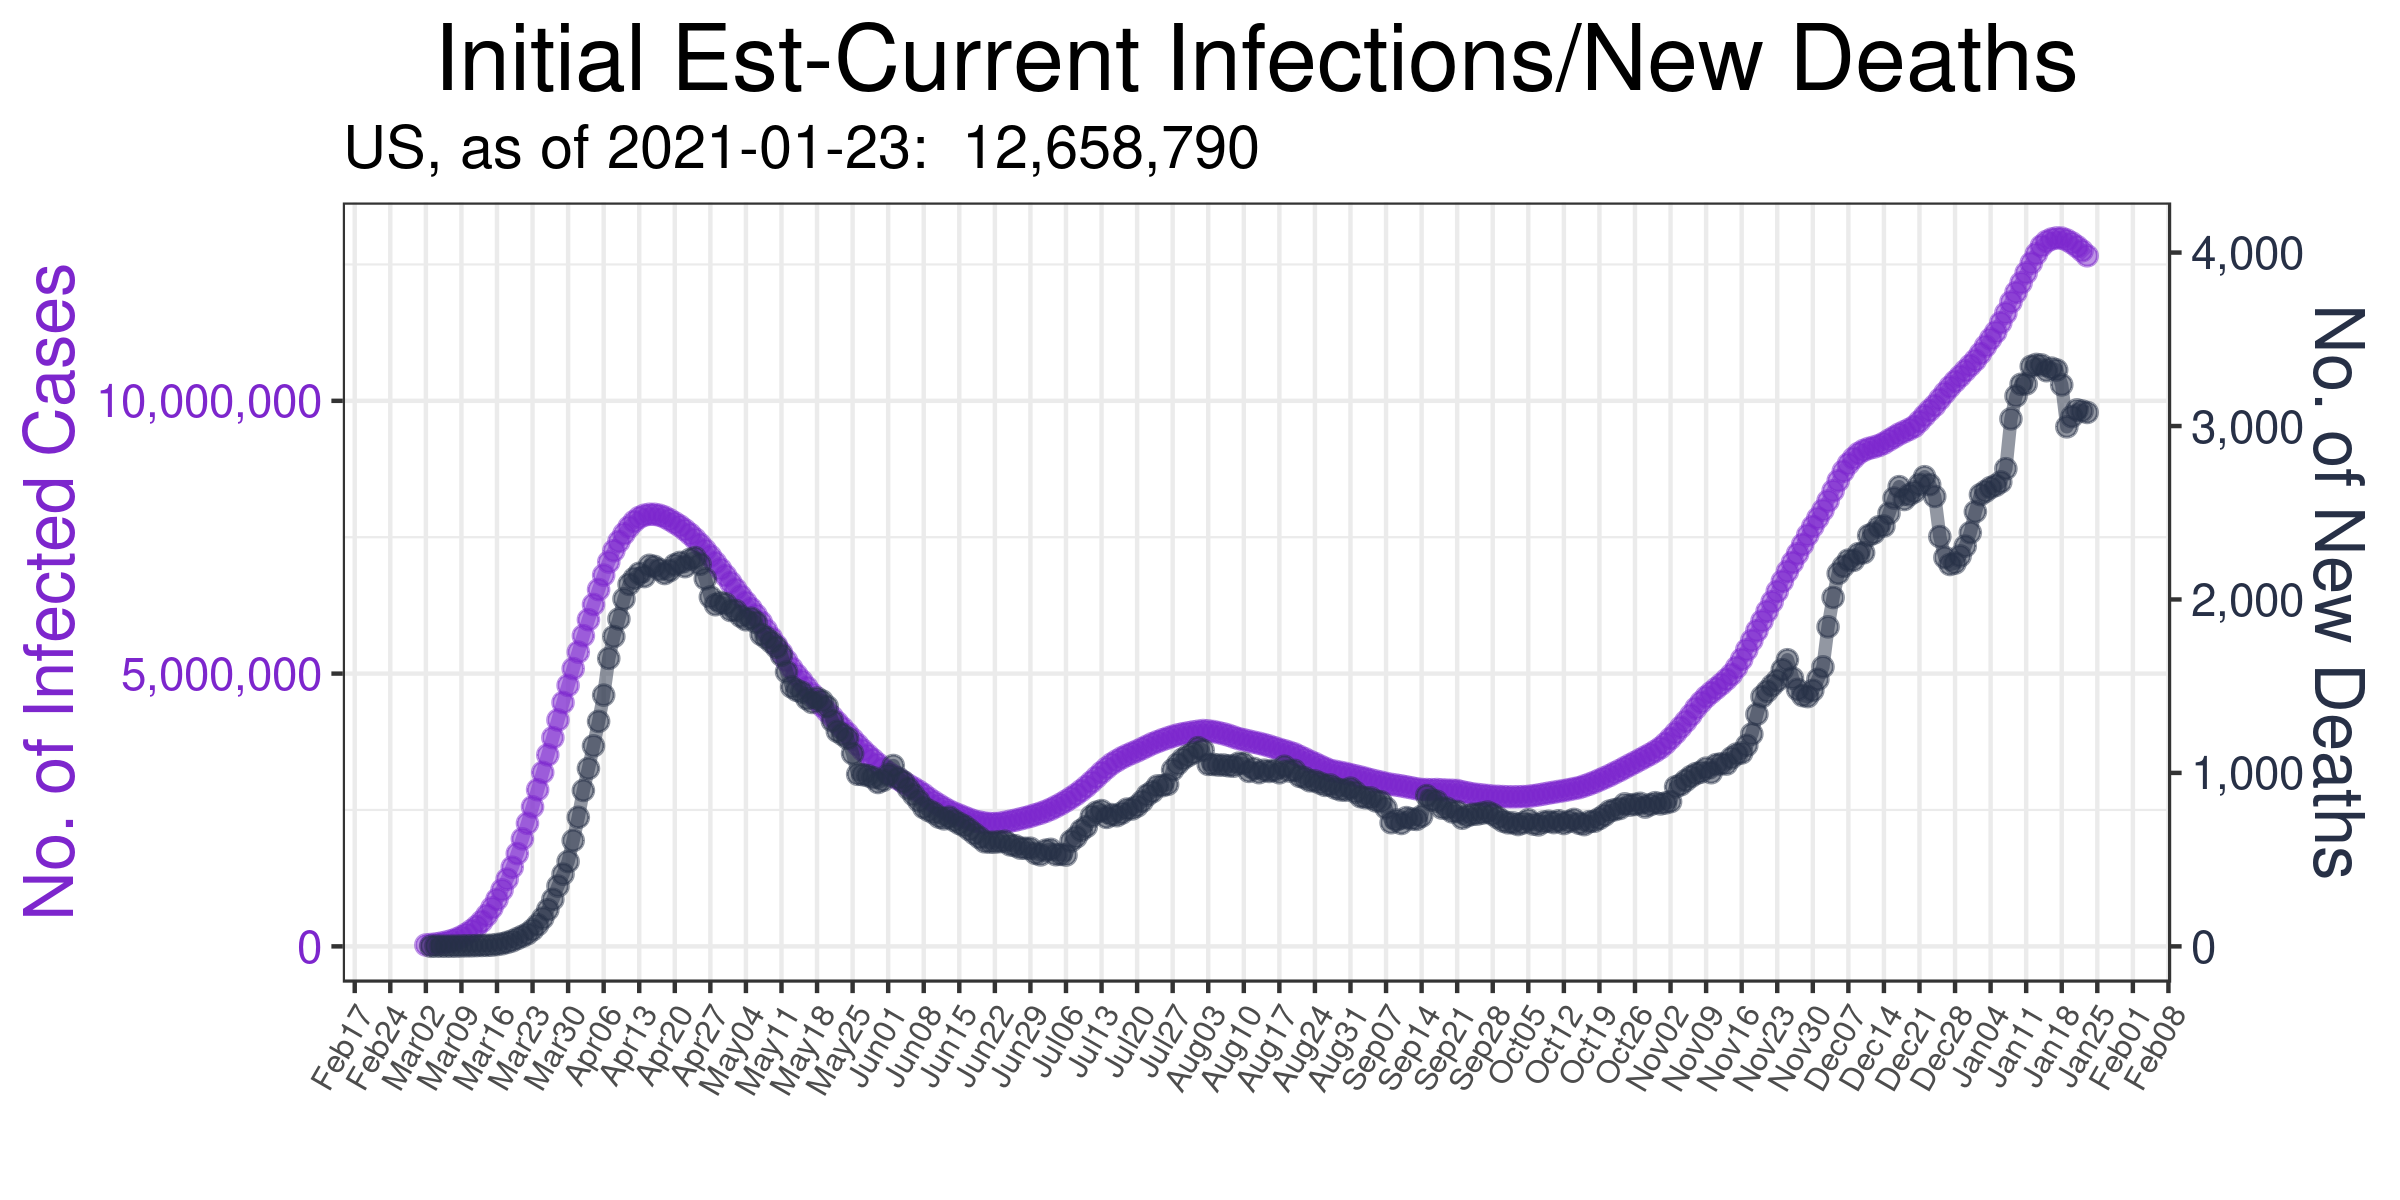 Initial Est-Current Infections/New Deaths
US, as of 2021-01-23:  12,658,790
No. of Infected Cases
10,000,000
5,000,000
0
4,000
3,000
2,000
1,000
0
No. of New Deaths
Feb17
Feb24
Mar02
Mar09
Mar16
Mar23
Mar30
Apr06
Apr13
Apr20
Apr27
May04
May11
May18
May25
Jun01
Jun08
Jun15
Jun22
Jun29
Jul06
Jul13
Jul20
Jul27
Aug03
Aug10
Aug17
Aug24
Aug31
Sep07
Sep14
Sep21
Sep28
Oct05
Oct12
Oct19
Oct26
Nov02
Nov09
Nov16
Nov23
Nov30
Dec07
Dec14
Dec21
Dec28
Dec04
Jan11
Jan18
Jan18
Jan25
Feb01
Feb08